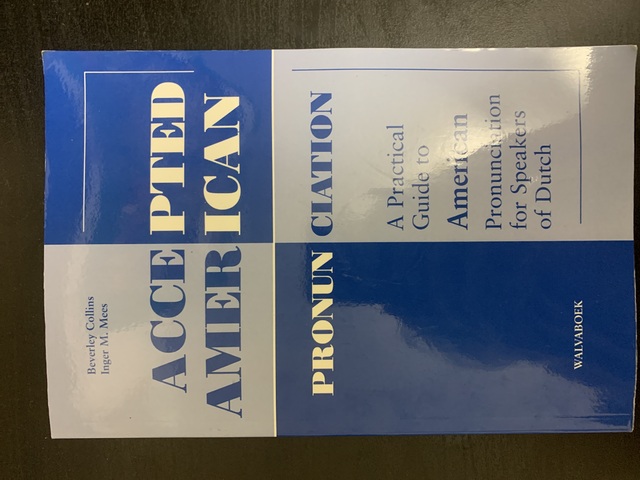 Beverley Collins
Inger M. Mees
ACCEPTED
AMERICAN
PRONUNCIATION
A Practical
Guide to
American
Pronunciation
for Speakers
of Dutch
WALVABOEK